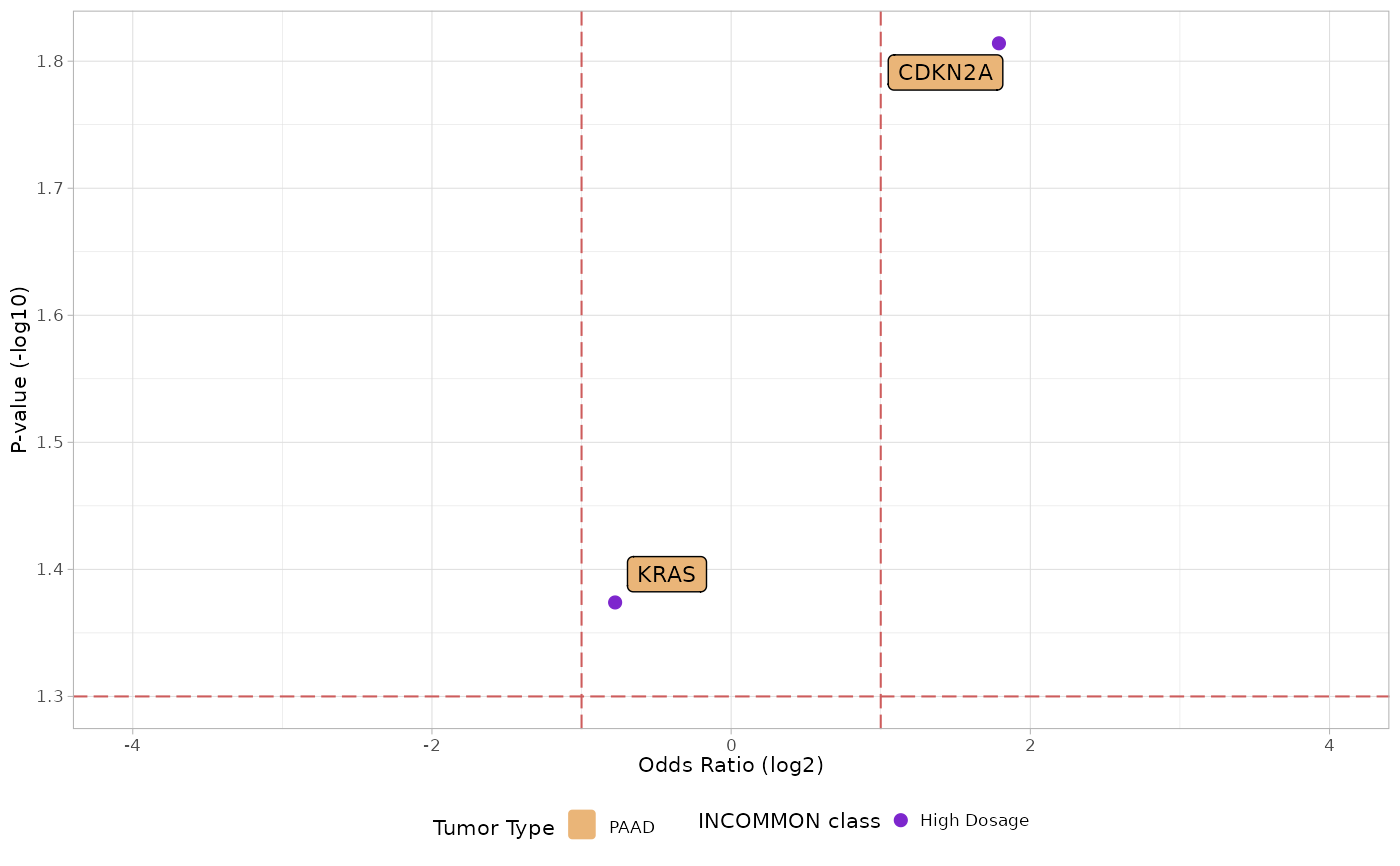 1.8
CDKN2A
1.7
1.6
P-value (-log10)
1.5
1.4
KRAS
1.3
-4 -2 0 2 4
Odds Ratio (log2)
Tumor Type PAAD INCOMMON class High Dosage